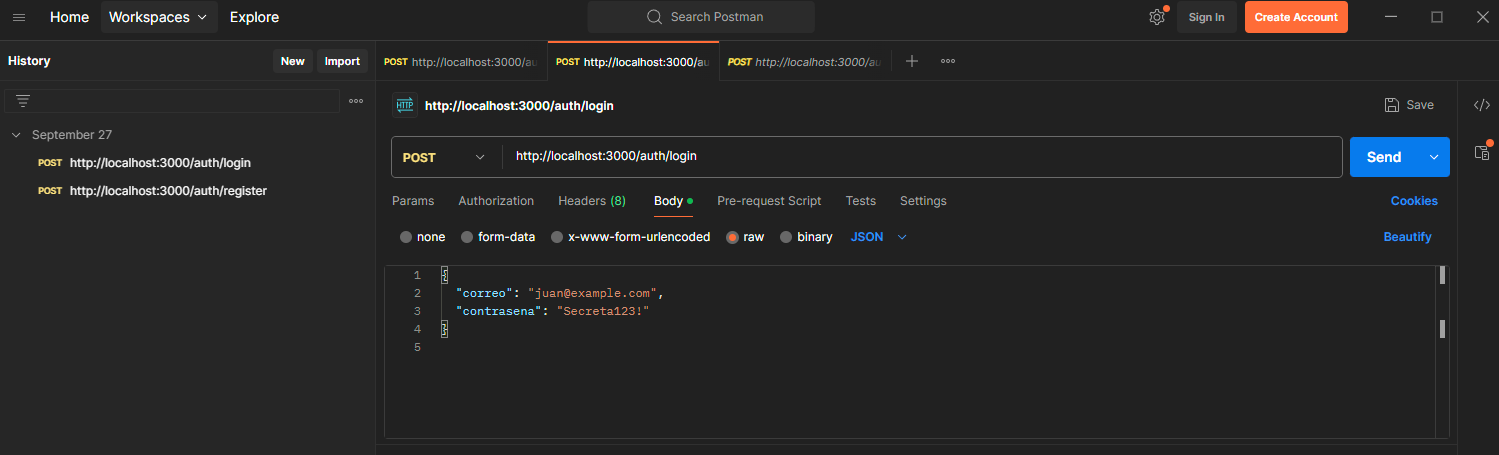 Home Workspaces Explore Search Postman Sign In Create Account
History New Import
POST http://localhost:3000/au POST http://localhost:3000/au POST http://localhost:3000/au
HTTP http://localhost:3000/auth/login Save
September 27
POST http://localhost:3000/auth/login
POST http://localhost:3000/auth/register
POST http://localhost:3000/auth/login Send
Params Authorization Headers (8) Body Pre-request Script Tests Settings Cookies
none form-data x-www-form-urlencoded raw binary JSON Beautify
1 {
2 "correo": "juan@example.com",
3 "contrasena": "Secreta123!"
4 }
5